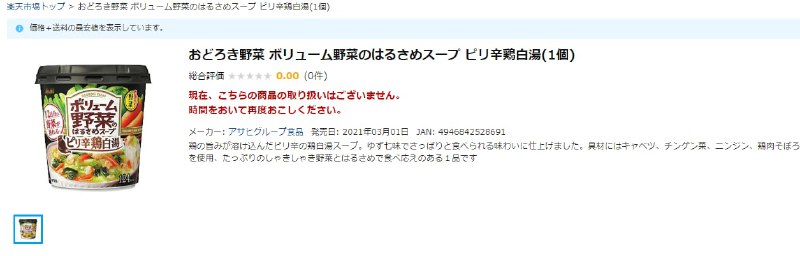 楽天市場トップ > おどろき野菜 ボリューム野菜のはるさめスープ ピリ辛鶏白湯(1個)
価格+送料の最安値を表示しています。
おどろき野菜 ボリューム野菜のはるさめスープ ピリ辛鶏白湯(1個)
総合評価 ★★★★★ 0.00 (0件)
現在、こちらの商品の取り扱いはございません。
時間をおいて再度おこしください。
メーカー: アサヒグループ食品 発売日: 2021年03月01日 JAN: 4946842528691
鶏の旨みが溶け込んだピリ辛の鶏白湯スープ。ゆず七味でさっぱりと食べられる味わいに仕上げました。具材にはキャベツ、チンゲン菜、ニンジン、鶏肉そぼろ
を使用、たっぷりのしゃきしゃき野菜とはるさめで食べ応えのある1品です
Asahi
ボリューム
野菜の
はるさめスープ
ピリ辛鶏白湯
124